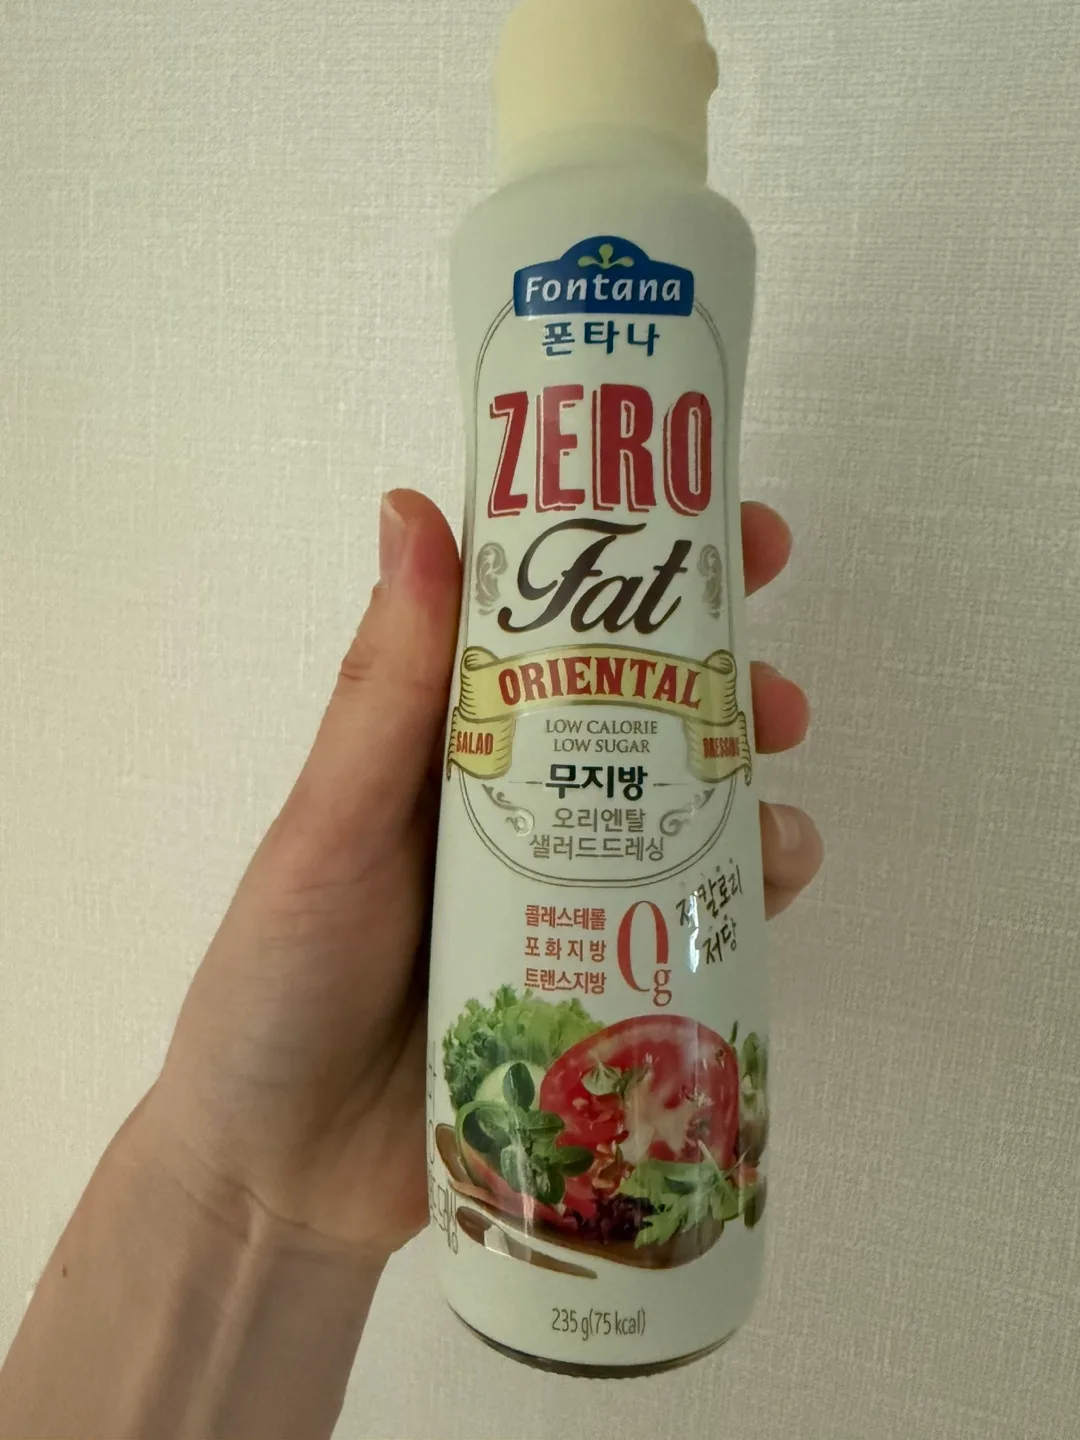 Fontana
폰타나
ZERO
Fat
ORIENTAL
SALAD
DRESSING
LOW CALORIE
LOW SUGAR
무지방
오리엔탈
샐러드드레싱
콜레스테롤
포화지방
트랜스지방
0g
저칼로리
저당
235 g(75 kcal)